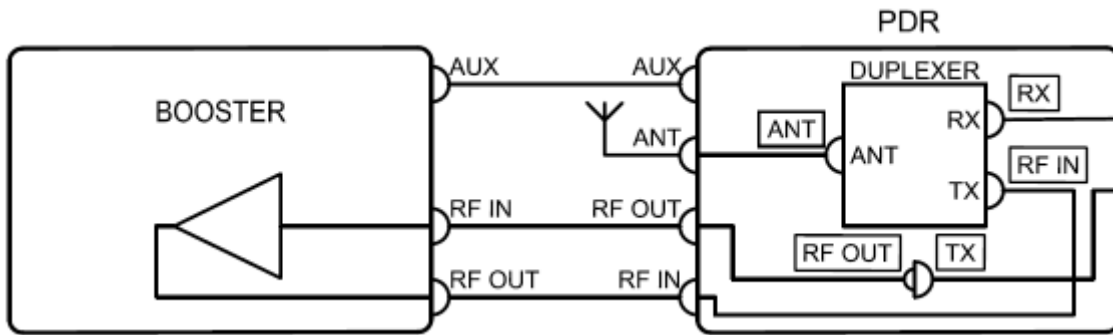 PDR
AUX
AUX
DUPLEXER
RX
RX
BOOSTER
ANT
ANT
ANT
RF IN
TX
RF IN
RF OUT
RF OUT
TX
RF OUT
RF IN